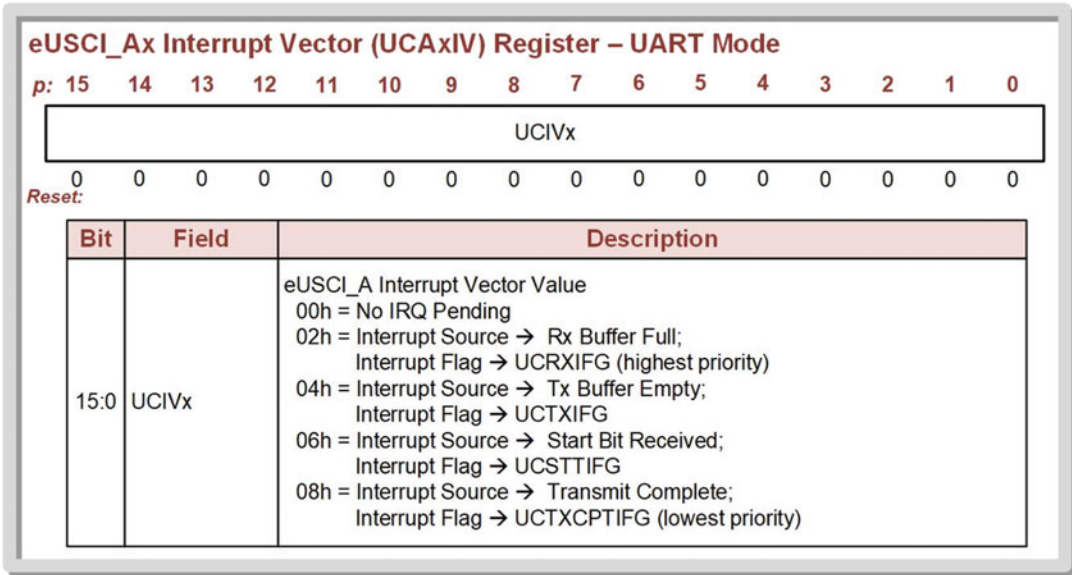 eUSCI_Ax Interrupt Vector (UCAxIV) Register – UART Mode
p: 15 14 13 12 11 10 9 8 7 6 5 4 3 2 1 0
UCIVx
0 0 0 0 0 0 0 0 0 0 0 0 0 0 0 0
Reset:
Bit Field Description
eUSCI_A Interrupt Vector Value
00h = No IRQ Pending
02h = Interrupt Source → Rx Buffer Full;
Interrupt Flag → UCRXIFG (highest priority)
04h = Interrupt Source → Tx Buffer Empty;
15:0 UCIVx Interrupt Flag → UCTXIFG
06h = Interrupt Source → Start Bit Received;
Interrupt Flag → UCSTTIFG
08h = Interrupt Source → Transmit Complete;
Interrupt Flag → UCTXCPTIFG (lowest priority)